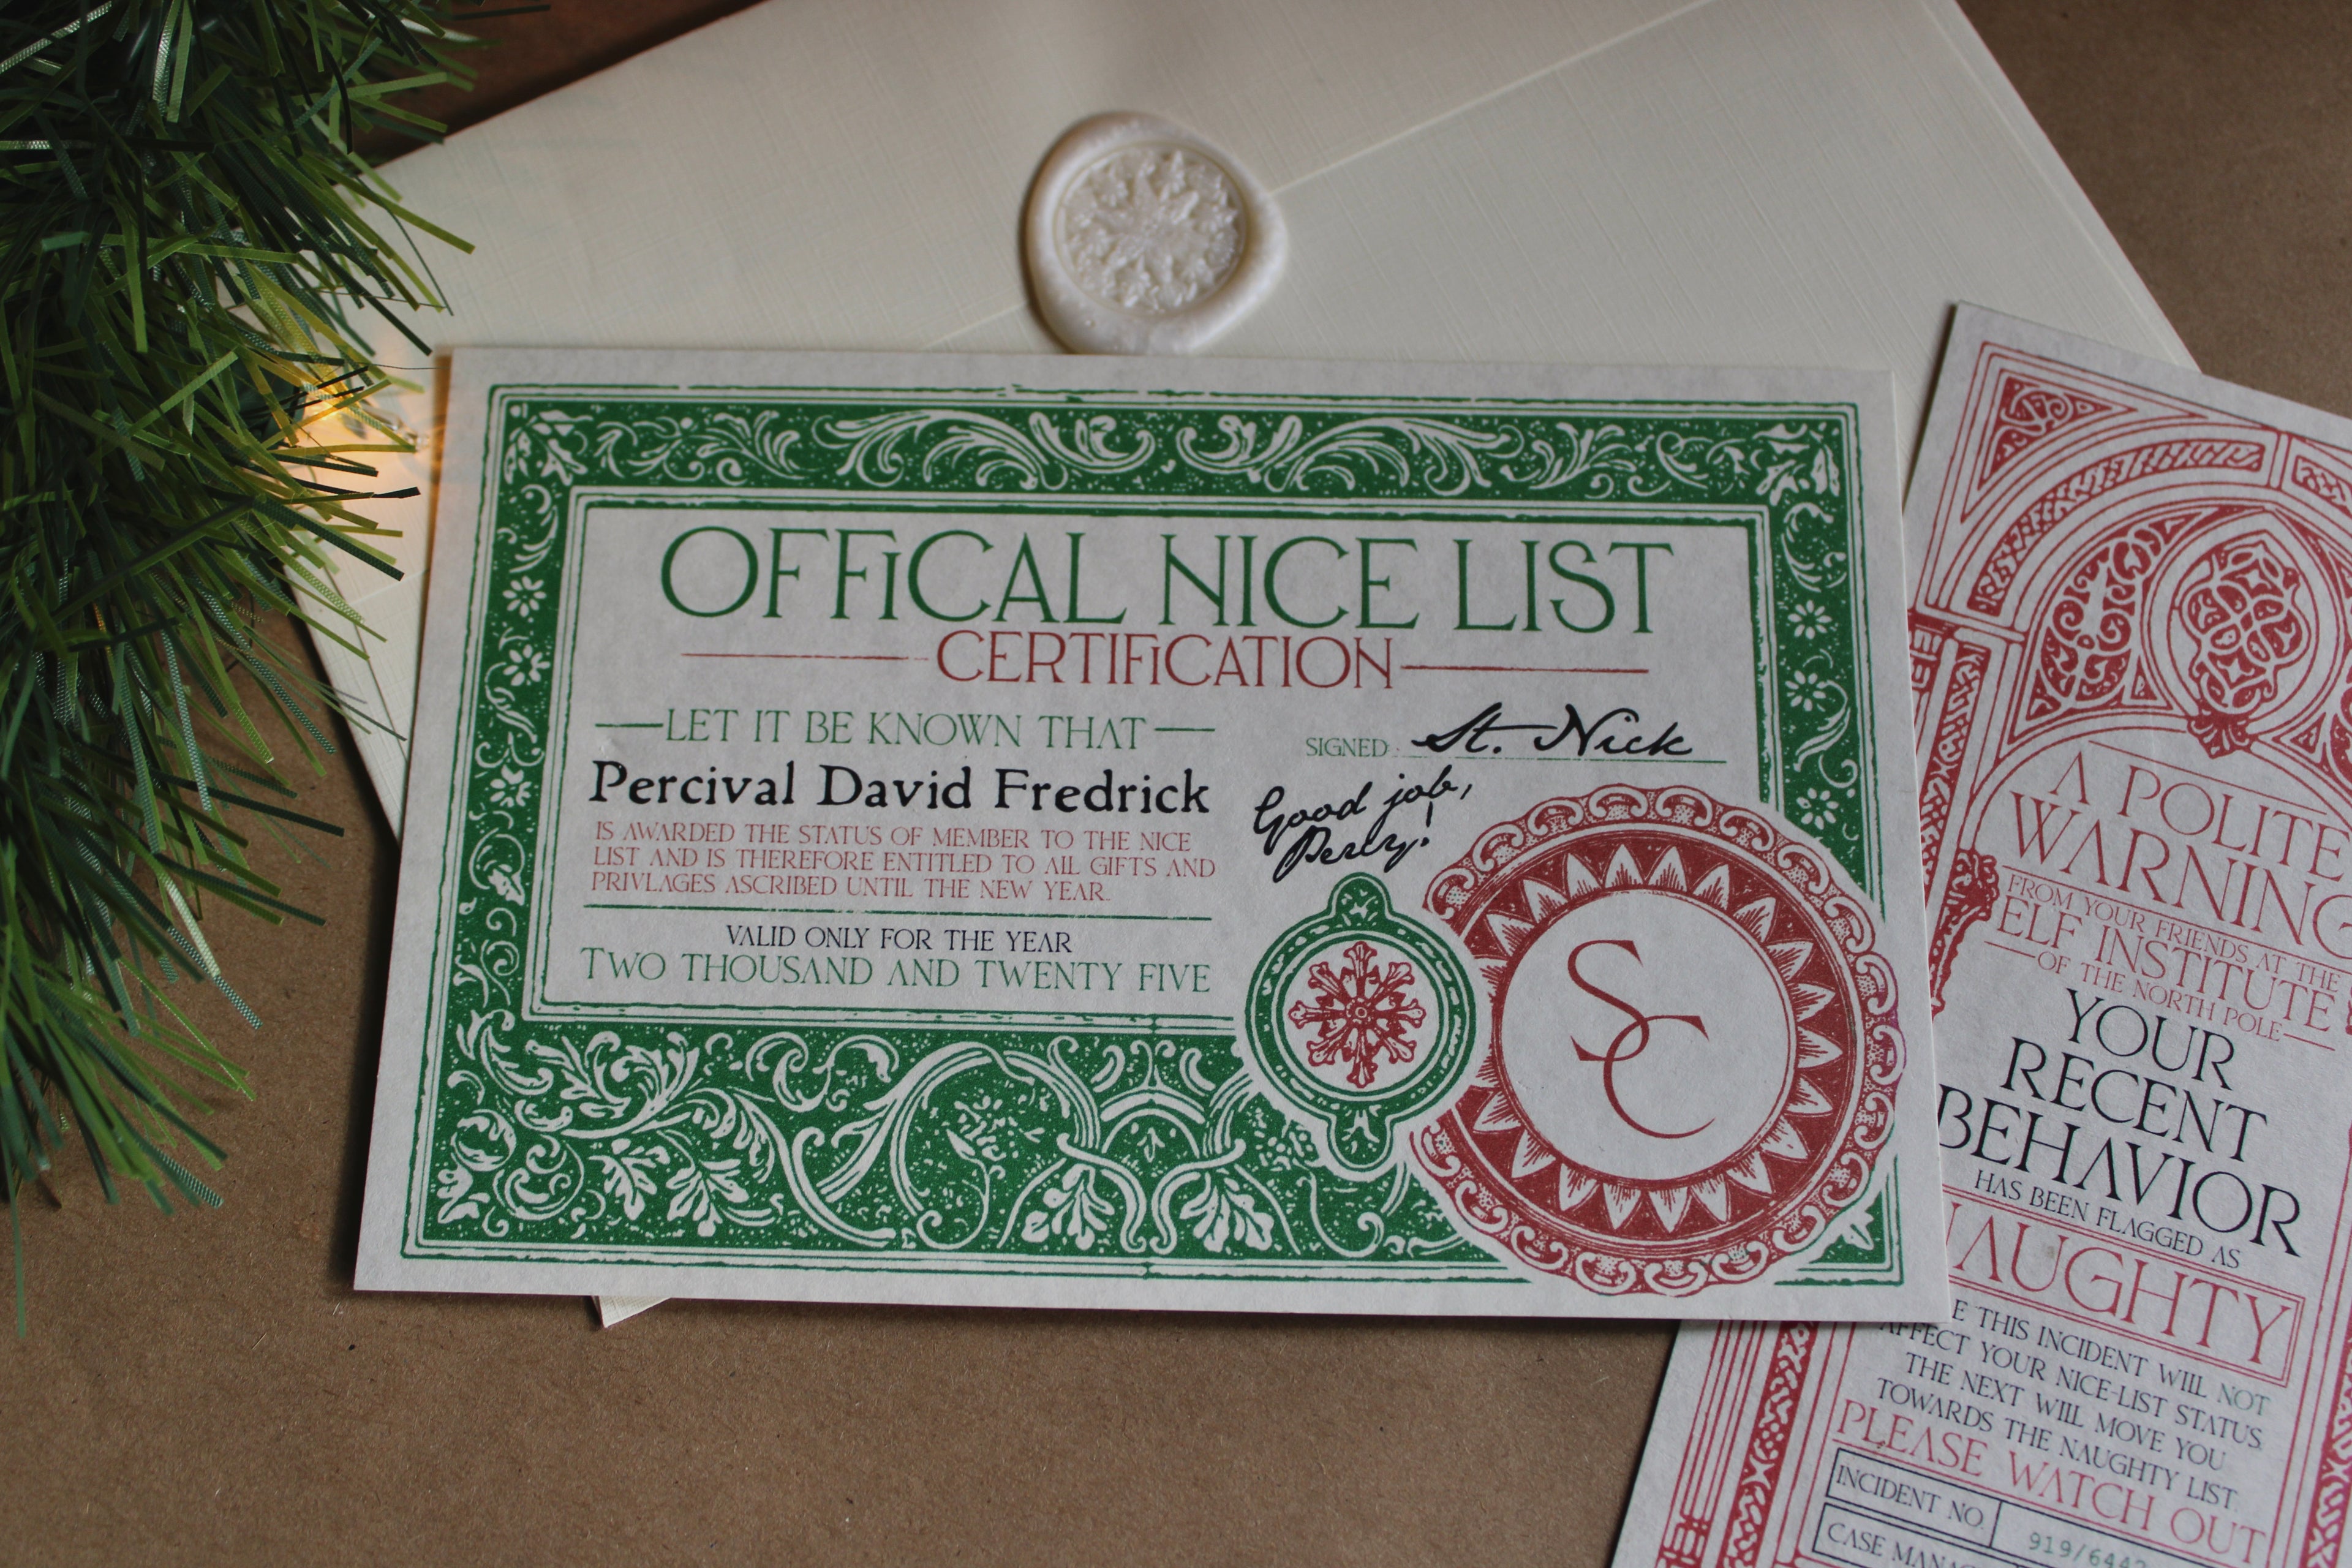 OFFiCAL NICE LIST
CERTIFiCATION
LET IT BE KNOWN THAT
Percival David Fredrick
IS AWARDED THE STATUS OF MEMBER TO THE NICE
LIST AND IS THEREFORE ENTITLED TO ALL GIFTS AND
PRIVLAGES ASCRIBED UNTIL THE NEW YEAR.
VALID ONLY FOR THE YEAR
TWO THOUSAND AND TWENTY FIVE
SIGNED: St. Nick
Good job,
Percy!
SC
A POLITE
WARNING
FROM YOUR FRIENDS AT THE
ELF INSTITUTE
OF THE NORTH POLE
YOUR
RECENT
BEHAVIOR
HAS BEEN FLAGGED AS
NAUGHTY
THIS INCIDENT WILL NOT
AFFECT YOUR NICE-LIST STATUS,
THE NEXT WILL MOVE YOU
TOWARDS THE NAUGHTY LIST.
PLEASE WATCH OUT
INCIDENT NO.
919/644
CASE